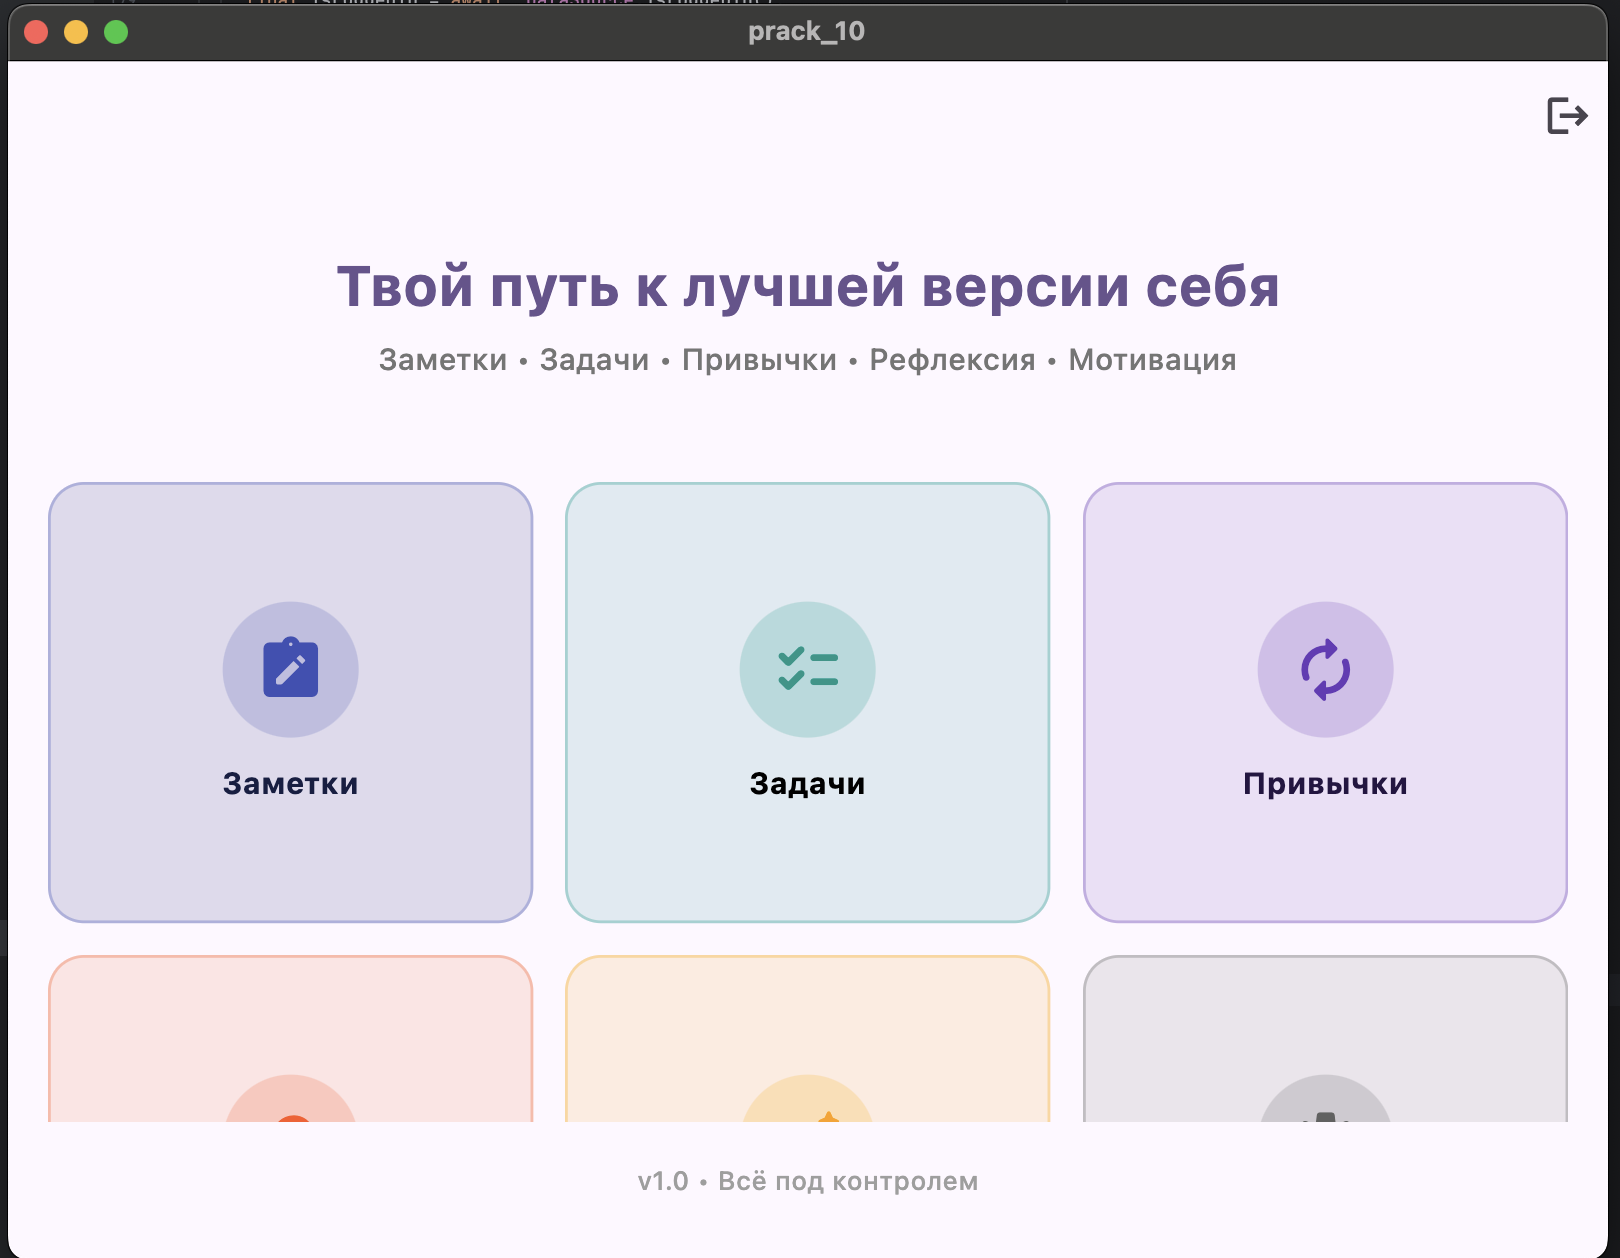 prack_10
Твой путь к лучшей версии себя
Заметки • Задачи • Привычки • Рефлексия • Мотивация
Заметки
Задачи
Привычки
v1.0 • Всё под контролем